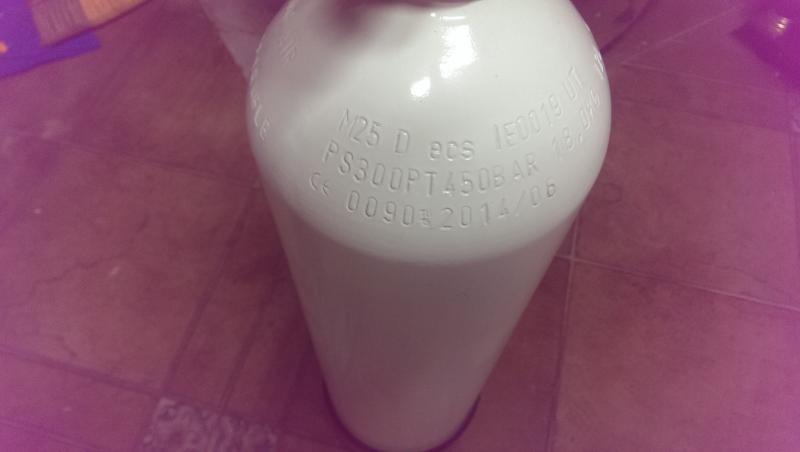 M25 D ecs IE0019 UT
PS300PT450BAR 18,0KG
CE 0090 2014/06